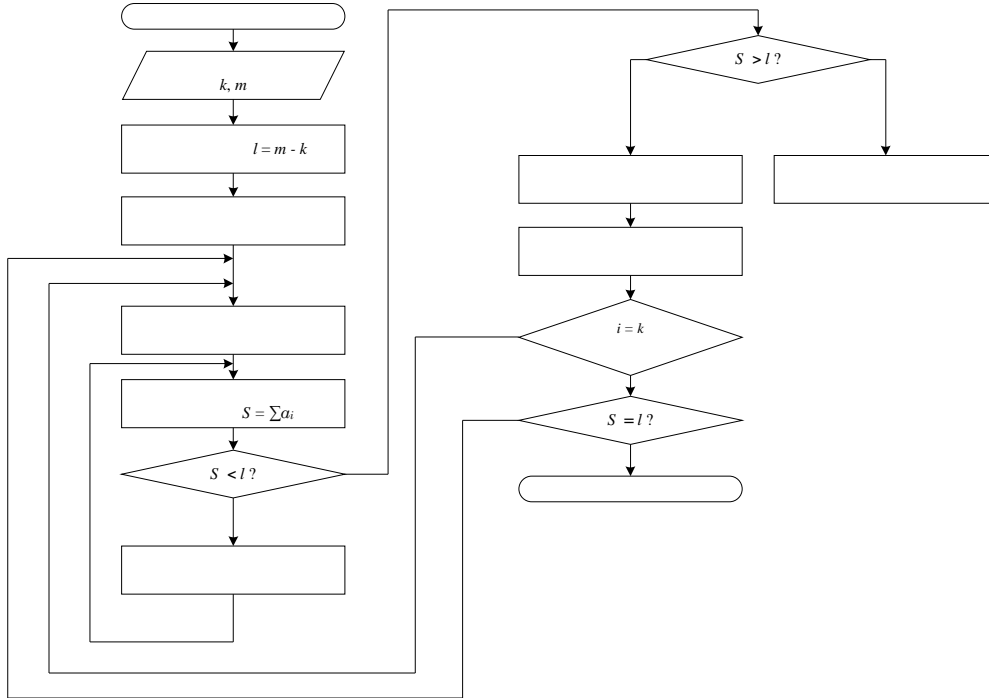 k, m
l = m - k
S = ∑aᵢ
S < l ?
S > l ?
i = k
S = l ?